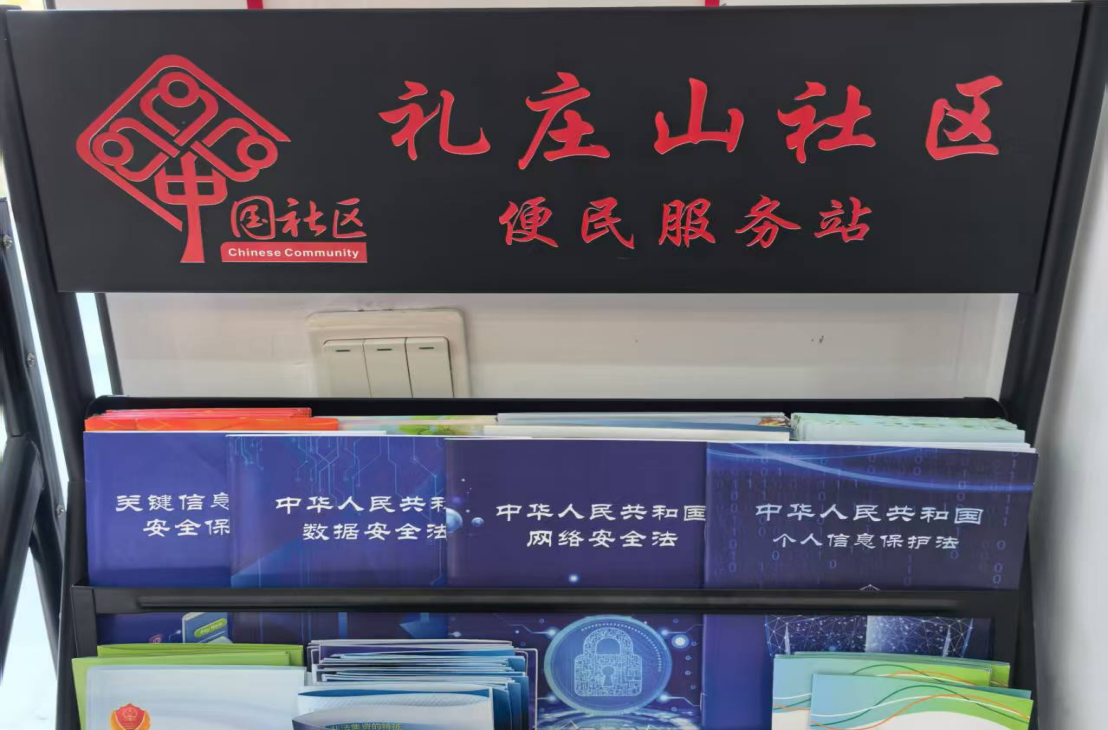 礼庄山社区
便民服务站
中国社区
Chinese Community
关键信息
安全保
中华人民共和
数据安全法
中华人民共和国
网络安全法
中华人民共和国
个人信息保护法